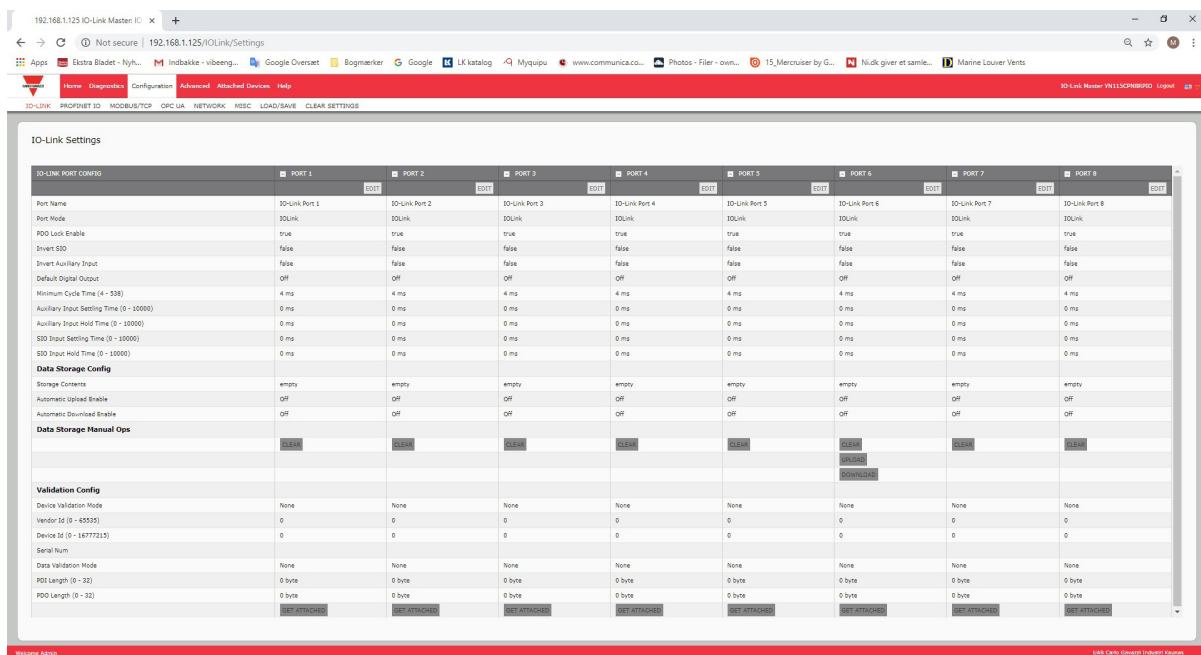 192.168.1.125 IO-Link Master: IO
Not secure | 192.168.1.125/IOLink/Settings
M
Apps Ekstra Bladet - Nyh... Indbakke - vibeeng... Google Overset Bogmærker Google LK katalog Myquipu www.communica.co... Photos - Filer - own... 15_Mercruiser by G... Ni.dk giver et samle... Marine Louver Vents
Home Diagnostics Configuration Advanced Attached Devices Help IO-Link Master YN115CPN8RPIO Logout
IO-LINK PROFINET IO MODBUS/TCP OPC UA NETWORK MISC LOAD/SAVE CLEAR SETTINGS
IO-Link Settings
IO-LINK PORT CONFIG PORT 1 PORT 2 PORT 3 PORT 4 PORT 5 PORT 6 PORT 7 PORT 8
EDIT EDIT EDIT EDIT EDIT EDIT EDIT EDIT
Port Name IO-Link Port 1 IO-Link Port 2 IO-Link Port 3 IO-Link Port 4 IO-Link Port 5 IO-Link Port 6 IO-Link Port 7 IO-Link Port 8
Port Mode IOLink IOLink IOLink IOLink IOLink IOLink IOLink IOLink
PDO Lock Enable true true true true true true true true
Invert SIO false false false false false false false false
Invert Auxiliary Input false false false false false false false false
Default Digital Output Off Off Off Off Off Off Off Off
Minimum Cycle Time (4 - 538) 4 ms 4 ms 4 ms 4 ms 4 ms 4 ms 4 ms 4 ms
Auxiliary Input Settling Time (0 - 10000) 0 ms 0 ms 0 ms 0 ms 0 ms 0 ms 0 ms 0 ms
Auxiliary Input Hold Time (0 - 10000) 0 ms 0 ms 0 ms 0 ms 0 ms 0 ms 0 ms 0 ms
SIO Input Settling Time (0 - 10000) 0 ms 0 ms 0 ms 0 ms 0 ms 0 ms 0 ms 0 ms
SIO Input Hold Time (0 - 10000) 0 ms 0 ms 0 ms 0 ms 0 ms 0 ms 0 ms 0 ms
Data Storage Config
Storage Contents empty empty empty empty empty empty empty empty
Automatic Upload Enable Off Off Off Off Off Off Off Off
Automatic Download Enable Off Off Off Off Off Off Off Off
Data Storage Manual Ops
CLEAR CLEAR CLEAR CLEAR CLEAR CLEAR CLEAR CLEAR
UPLOAD
DOWNLOAD
Validation Config
Device Validation Mode None None None None None None None None
Vendor Id (0 - 65535) 0 0 0 0 0 0 0 0
Device Id (0 - 16777215) 0 0 0 0 0 0 0 0
Serial Num
Data Validation Mode None None None None None None None None
PDI Length (0 - 32) 0 byte 0 byte 0 byte 0 byte 0 byte 0 byte 0 byte 0 byte
PDO Length (0 - 32) 0 byte 0 byte 0 byte 0 byte 0 byte 0 byte 0 byte 0 byte
GET ATTACHED GET ATTACHED GET ATTACHED GET ATTACHED GET ATTACHED GET ATTACHED GET ATTACHED GET ATTACHED
Welcome Admin UAB Carlo Gavazzi Industri Kaunas